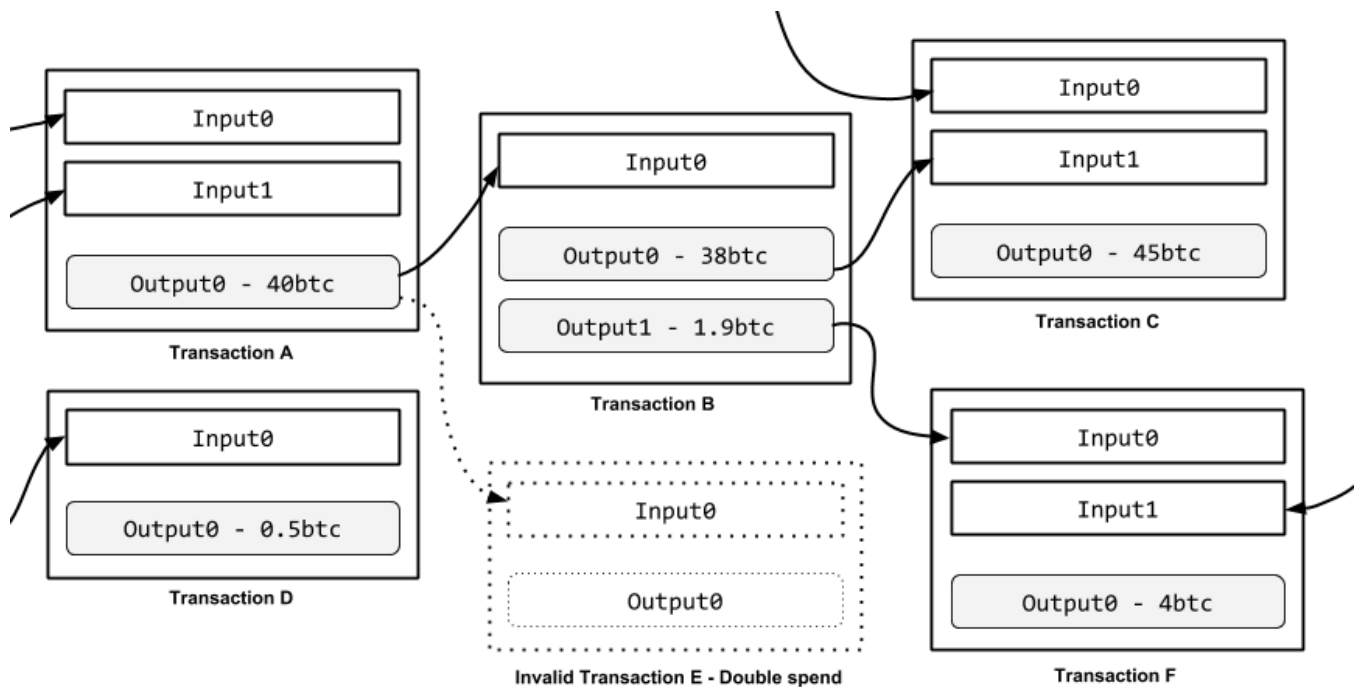 Input0
Input1
Output0 - 40btc
Transaction A
Input0
Output0 - 0.5btc
Transaction D
Input0
Output0 - 38btc
Output1 - 1.9btc
Transaction B
Input0
Output0
Invalid Transaction E - Double spend
Input0
Input1
Output0 - 45btc
Transaction C
Input0
Input1
Output0 - 4btc
Transaction F